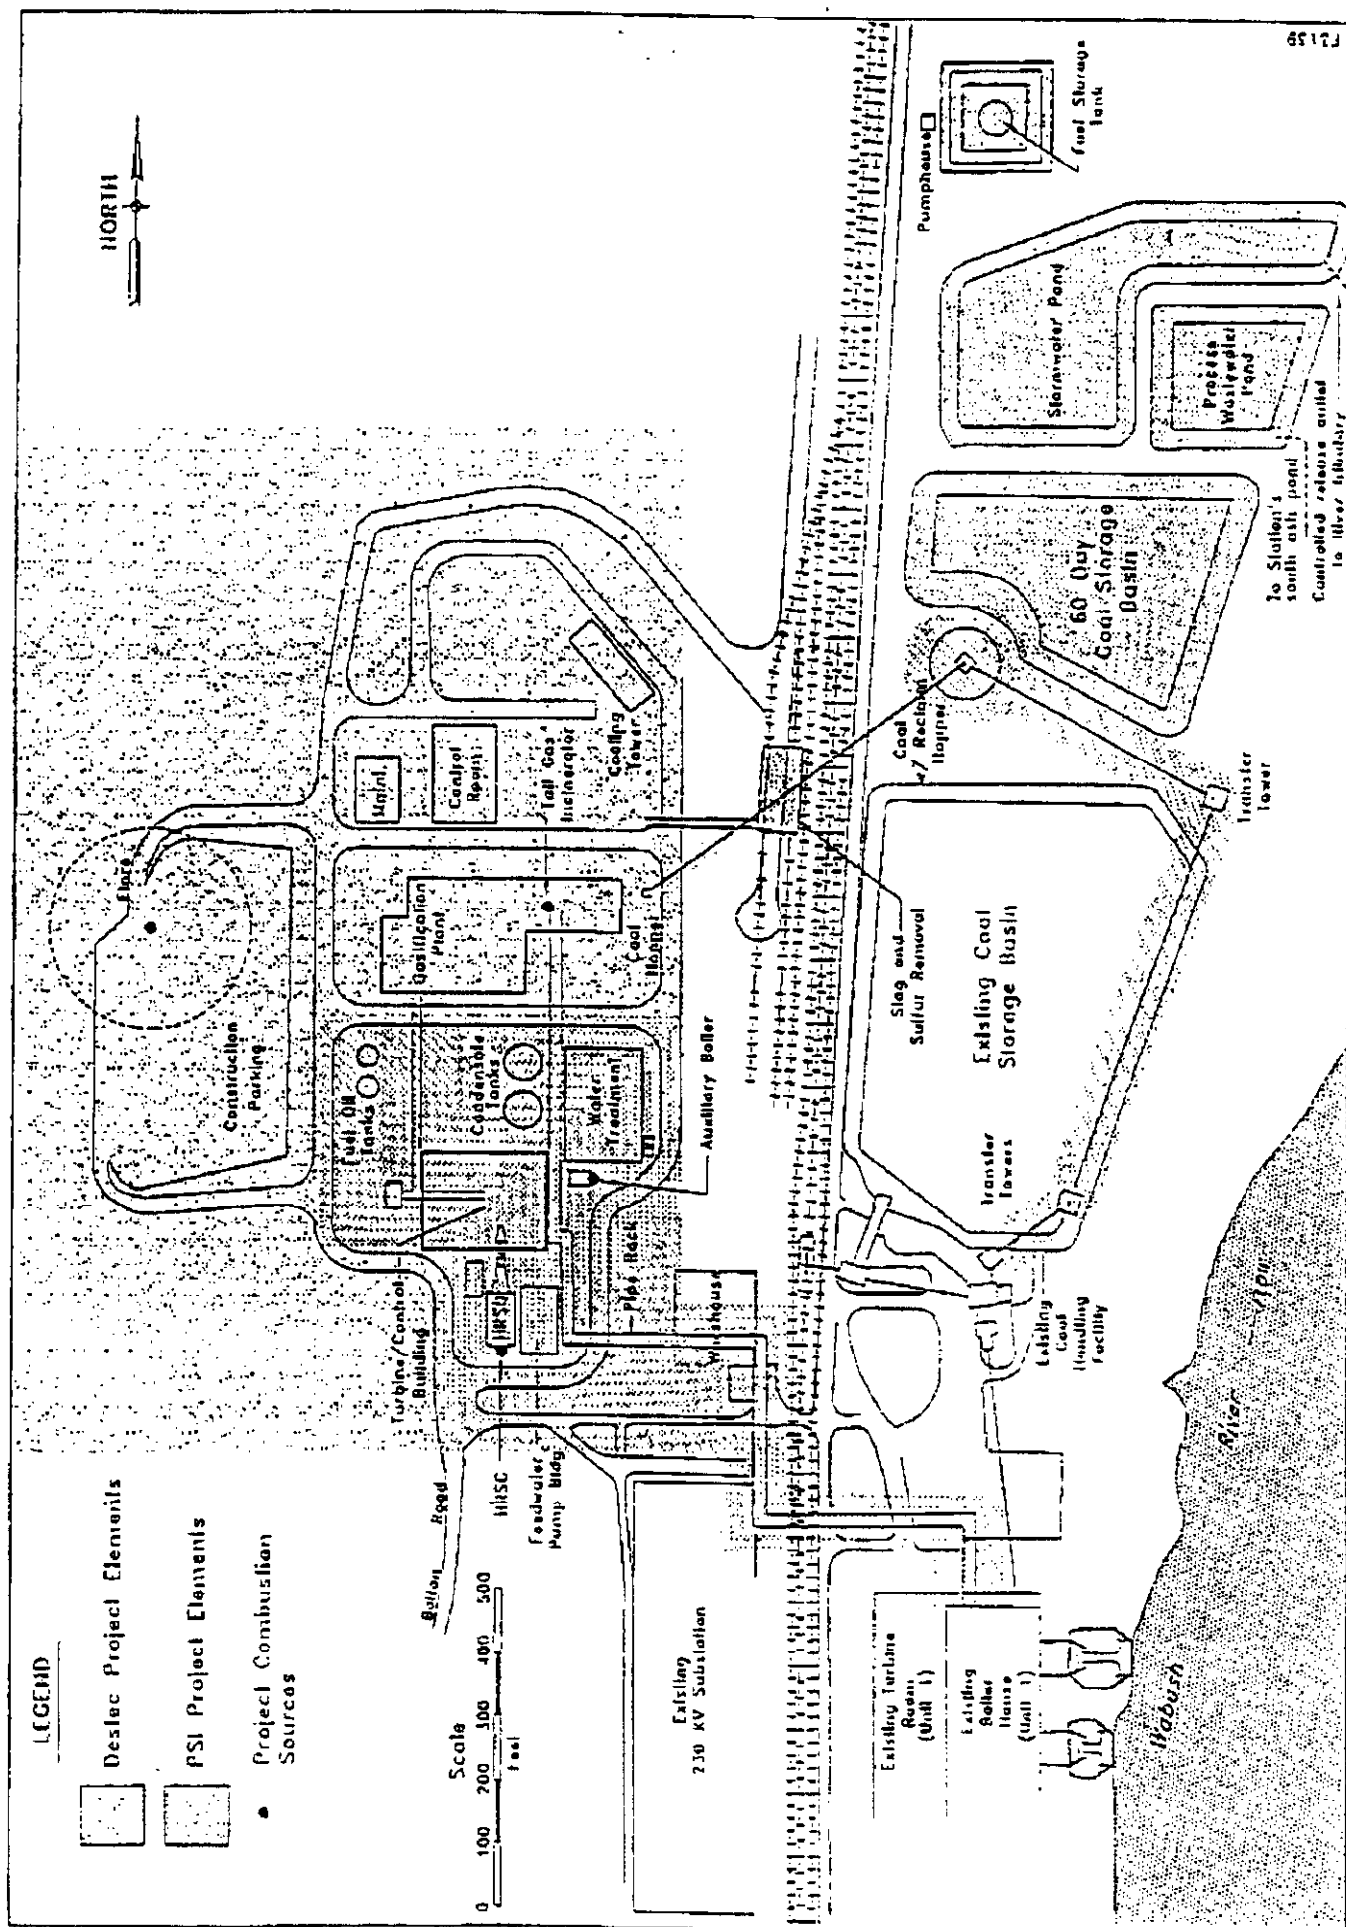 LEGEND
Destec Project Elements
PSI Project Elements
Project Combustion
Sources
NORTH
Scale
0 100 200 300 400 500
feet
Flare
Construction
Parking
Maint.
Control
Room
Tail Gas
Incinerator
Cooling
Tower
Gasification
Plant
Coal
Hopper
Fuel Oil
Tanks
Condensate
Tanks
Water
Treatment
Auxiliary Boiler
Turbine/Control
Building
HRSG
HRSG
Feedwater
Pump Bldg
Pipe Rack
Warehouse
Road
Existing
230 KV Substation
Slag and
Sulfur Removal
Coal
Reclaim
Hopper
Existing Coal
Storage Basin
Transfer
Towers
Existing
Coal
Handling
Facility
Existing Turbine
Room
(Unit 1)
Existing
Boiler
House
(Unit 1)
Wabash
River
60 Day
Coal Storage
Basin
Transfer
Tower
Stormwater Pond
Process
Wastewater
Pond
To Station's
south ash pond
Controlled release outlet
to River tributary
Pumphouse
Fuel Storage
Tank